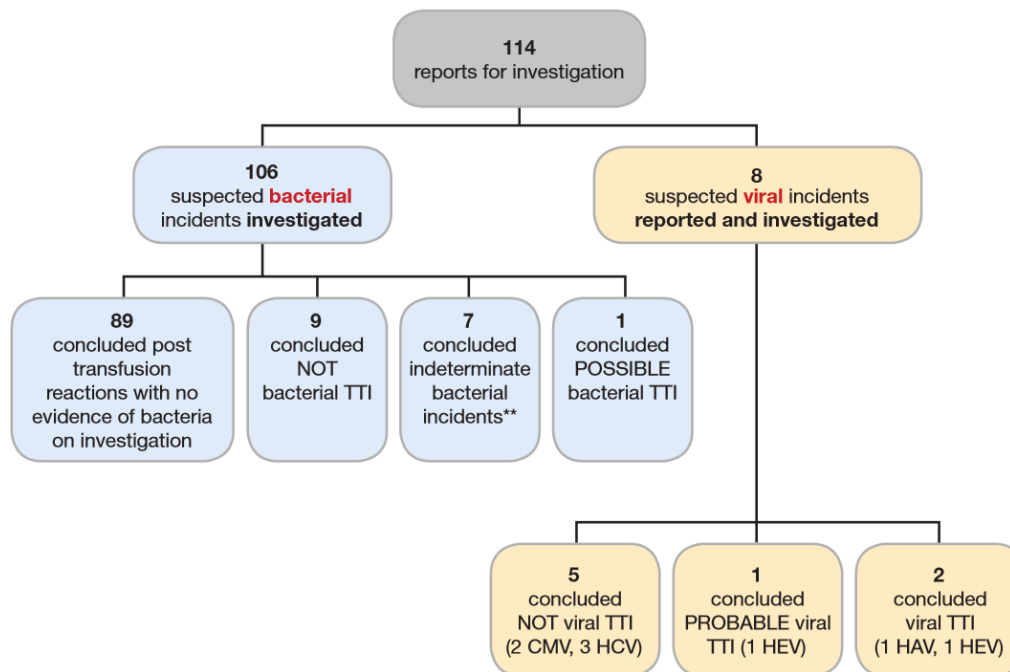 114
reports for investigation
106
suspected bacterial
incidents investigated
8
suspected viral incidents
reported and investigated
89
concluded post
transfusion
reactions with no
evidence of bacteria
on investigation
9
concluded
NOT
bacterial TTI
7
concluded
indeterminate
bacterial
incidents**
1
concluded
POSSIBLE
bacterial TTI
5
concluded
NOT viral TTI
(2 CMV, 3 HCV)
1
concluded
PROBABLE viral
TTI (1 HEV)
2
concluded
viral TTI
(1 HAV, 1 HEV)